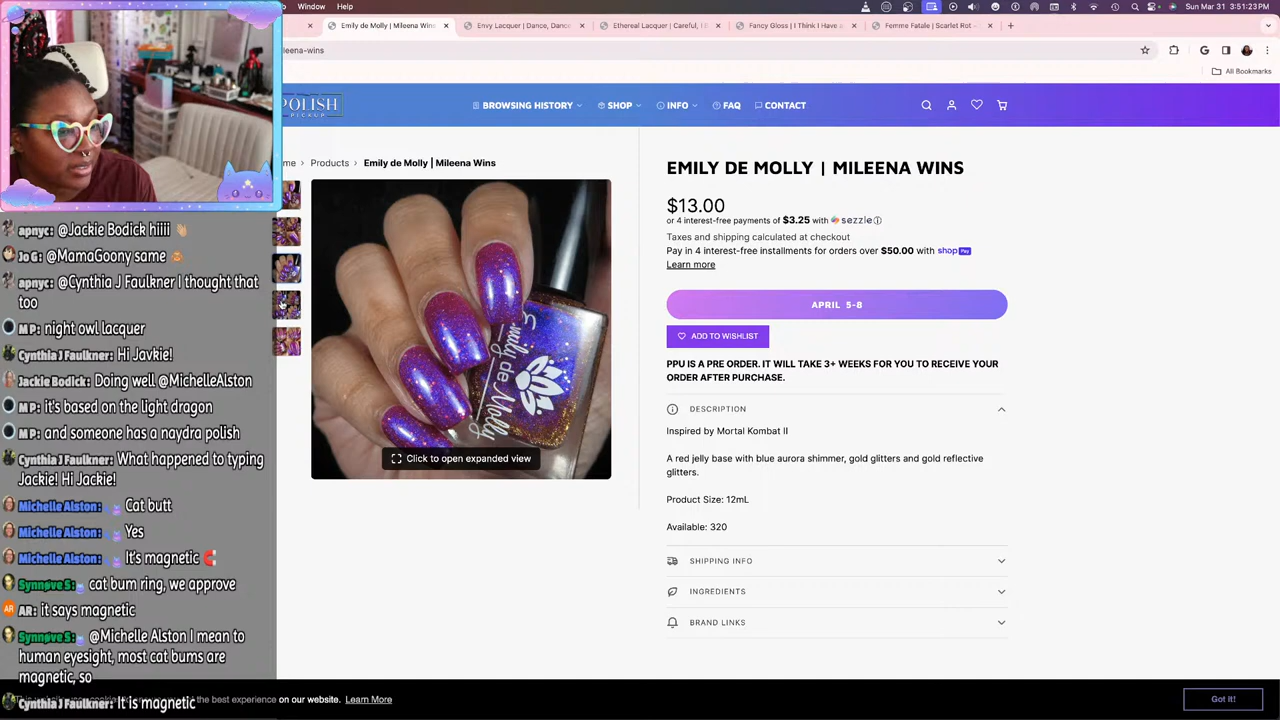 Sun Mar 31 3:51:23 PM
Emily de Molly | Mileena Wins
Envy Lacquer | Dance, Dance
Ethereal Lacquer | Careful, I
Fancy Gloss | I Think I Have
Femme Fatale | Scarlet Rot -
leena-wins
All Bookmarks
POLISH
PICKUP
BROWSING HISTORY
SHOP
INFO
FAQ
CONTACT
me > Products > Emily de Molly | Mileena Wins
Emily
de Molly
Click to open expanded view
EMILY DE MOLLY | MILEENA WINS
$13.00
or 4 interest-free payments of $3.25 with sezzle
Taxes and shipping calculated at checkout
Pay in 4 interest-free installments for orders over $50.00 with shop Pay
Learn more
APRIL 5-8
ADD TO WISHLIST
PPU IS A PRE ORDER. IT WILL TAKE 3+ WEEKS FOR YOU TO RECEIVE YOUR
ORDER AFTER PURCHASE.
DESCRIPTION
Inspired by Mortal Kombat II
A red jelly base with blue aurora shimmer, gold glitters and gold reflective
glitters.
Product Size: 12mL
Available: 320
SHIPPING INFO
INGREDIENTS
BRAND LINKS
apnyc: @Jackie Bodick hiiii 👋🏽
Jo G: @MamaGoony same 🙈
apnyc: @Cynthia J Faulkner I thought that
too
M P: night owl lacquer
Cynthia J Faulkner: Hi Javkie!
Jackie Bodick: Doing well @MichelleAlston
M P: it's based on the light dragon
M P: and someone has a naydra polish
Cynthia J Faulkner: What happened to typing
Jackie! Hi Jackie!
Michelle Alston: Cat butt
Michelle Alston: Yes
Michelle Alston: It's magnetic 🧲
Synnøve S: cat bum ring, we approve
AR: it says magnetic
Synnøve S: @Michelle Alston I mean to
human eyesight, most cat bums are
magnetic, so
Cynthia J Faulkner: It is magnetic
the best experience on our website. Learn More
Got it!